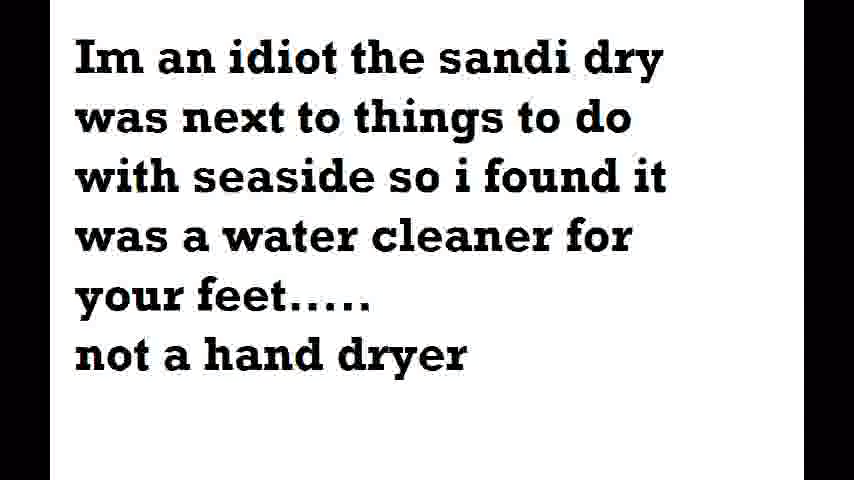 Im an idiot the sandi dry
was next to things to do
with seaside so i found it
was a water cleaner for
your feet.....
not a hand dryer